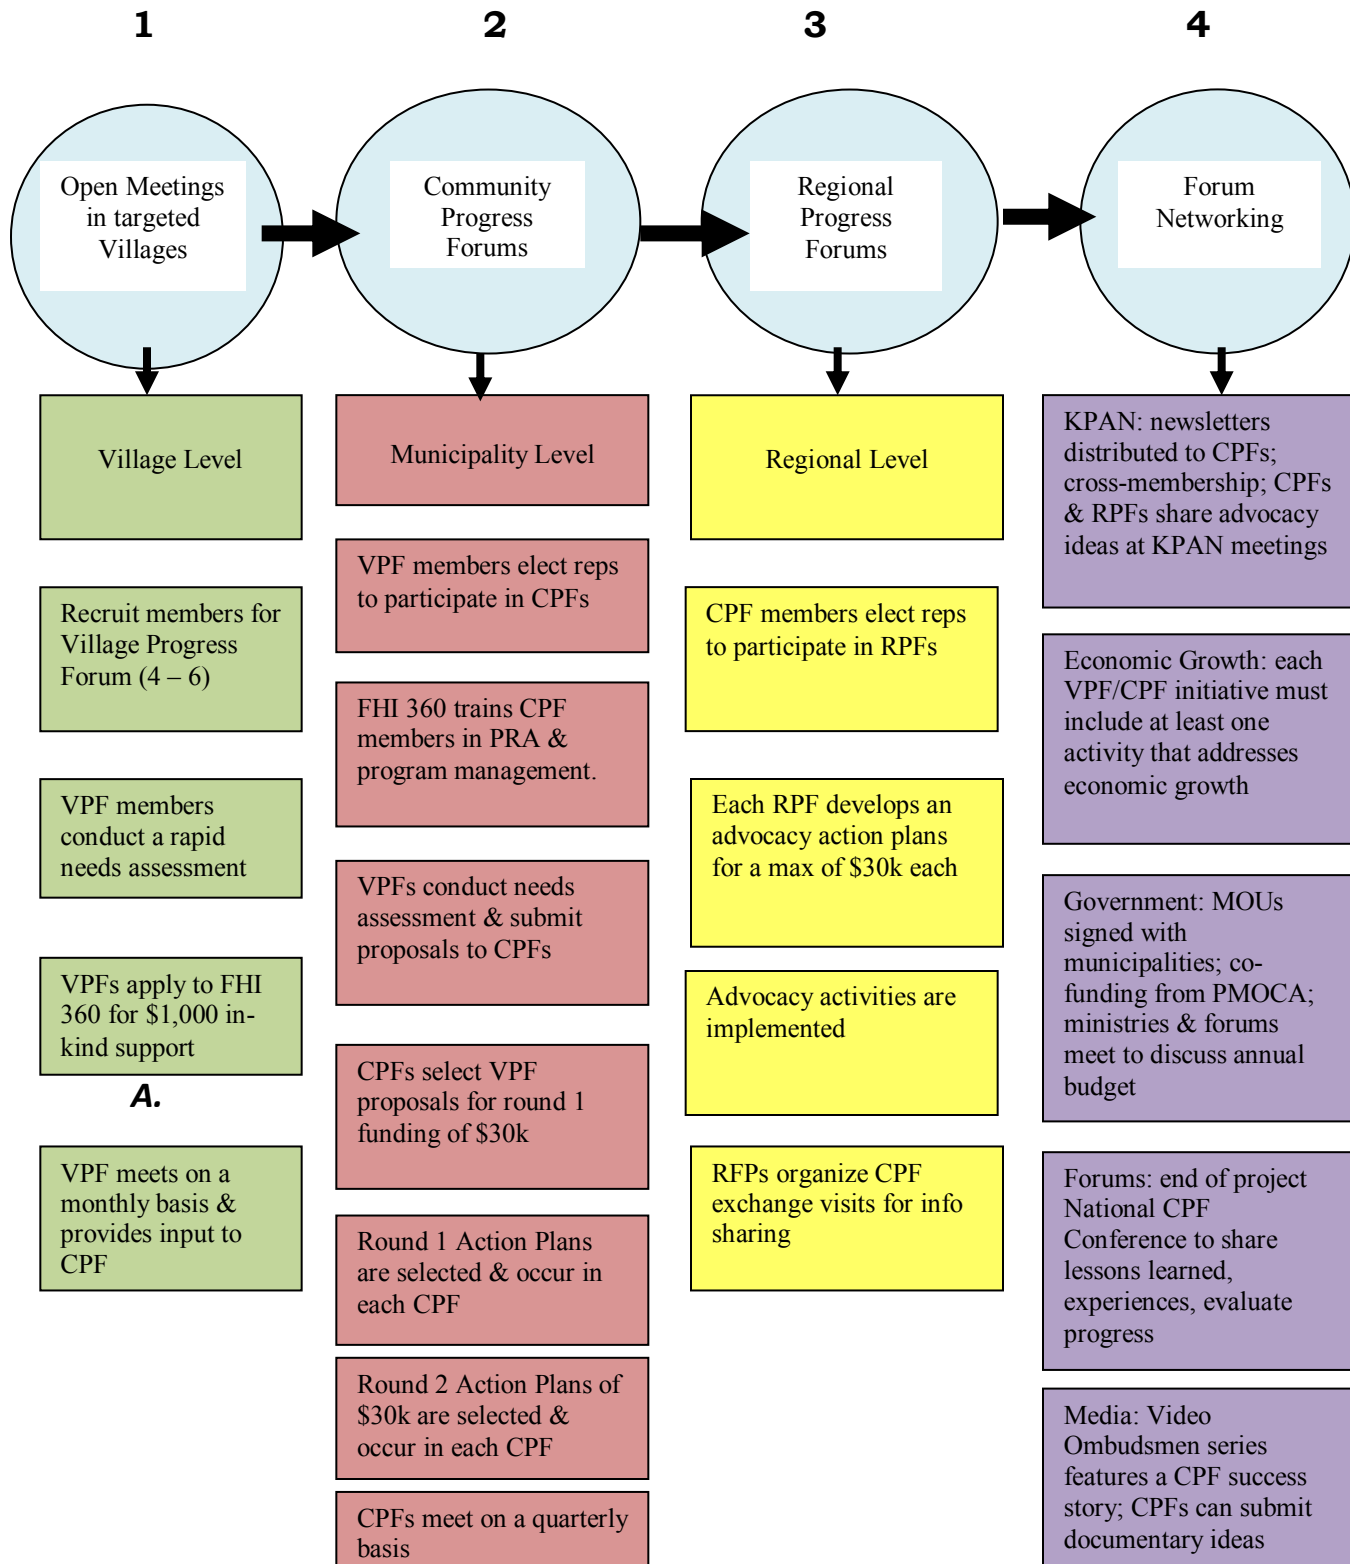 1
2
3
4
Open Meetings
in targeted
Villages
Community
Progress
Forums
Regional
Progress
Forums
Forum
Networking
Village Level
Recruit members for
Village Progress
Forum (4 – 6)
VPF members
conduct a rapid
needs assessment
VPFs apply to FHI
360 for $1,000 in-
kind support
A.
VPF meets on a
monthly basis &
provides input to
CPF
Municipality Level
VPF members elect reps
to participate in CPFs
FHI 360 trains CPF
members in PRA &
program management.
VPFs conduct needs
assessment & submit
proposals to CPFs
CPFs select VPF
proposals for round 1
funding of $30k
Round 1 Action Plans
are selected & occur in
each CPF
Round 2 Action Plans of
$30k are selected &
occur in each CPF
CPFs meet on a quarterly
basis
Regional Level
CPF members elect reps
to participate in RPFs
Each RPF develops an
advocacy action plans
for a max of $30k each
Advocacy activities are
implemented
RFPs organize CPF
exchange visits for info
sharing
KPAN: newsletters
distributed to CPFs;
cross-membership; CPFs
& RPFs share advocacy
ideas at KPAN meetings
Economic Growth: each
VPF/CPF initiative must
include at least one
activity that addresses
economic growth
Government: MOUs
signed with
municipalities; co-
funding from PMOCA;
ministries & forums
meet to discuss annual
budget
Forums: end of project
National CPF
Conference to share
lessons learned,
experiences, evaluate
progress
Media: Video
Ombudsmen series
features a CPF success
story; CPFs can submit
documentary ideas